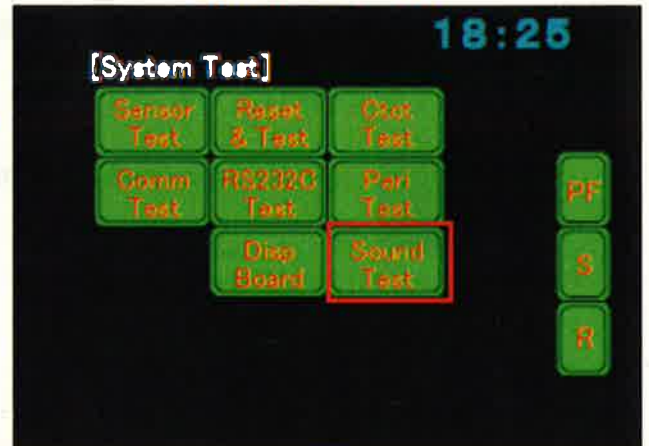 18:25
[System Test]
Sensor Test
Reset & Test
Ctct Test
Comm Test
RS232C Test
Peri Test
PF
Disp Board
Sound Test
S
R